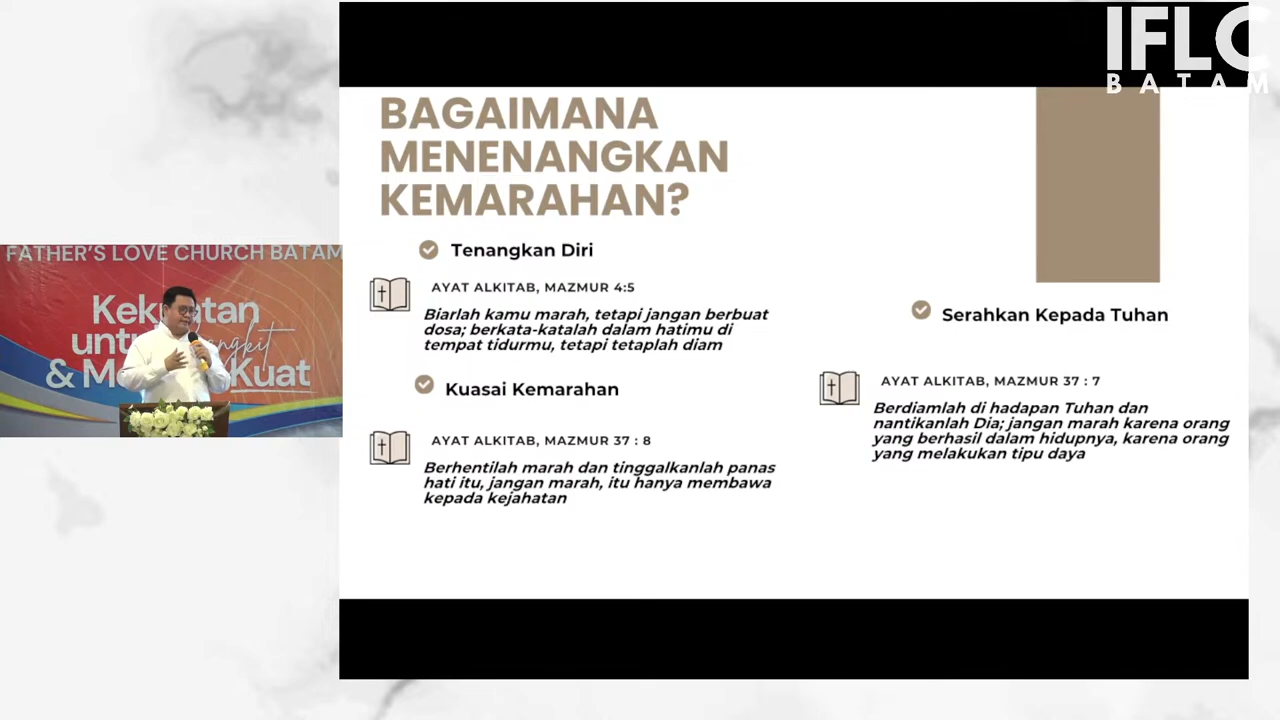 IFLC
BATAM
BAGAIMANA
MENENANGKAN
KEMARAHAN?
Tenangkan Diri
AYAT ALKITAB, MAZMUR 4:5
Biarlah kamu marah, tetapi jangan berbuat
dosa; berkata-katalah dalam hatimu di
tempat tidurmu, tetapi tetaplah diam
Kuasai Kemarahan
AYAT ALKITAB, MAZMUR 37 : 8
Berhentilah marah dan tinggalkanlah panas
hati itu, jangan marah, itu hanya membawa
kepada kejahatan
Serahkan Kepada Tuhan
AYAT ALKITAB, MAZMUR 37 : 7
Berdiamlah di hadapan Tuhan dan
nantikanlah Dia; jangan marah karena orang
yang berhasil dalam hidupnya, karena orang
yang melakukan tipu daya
FATHER'S LOVE CHURCH BATAM
& Kuat